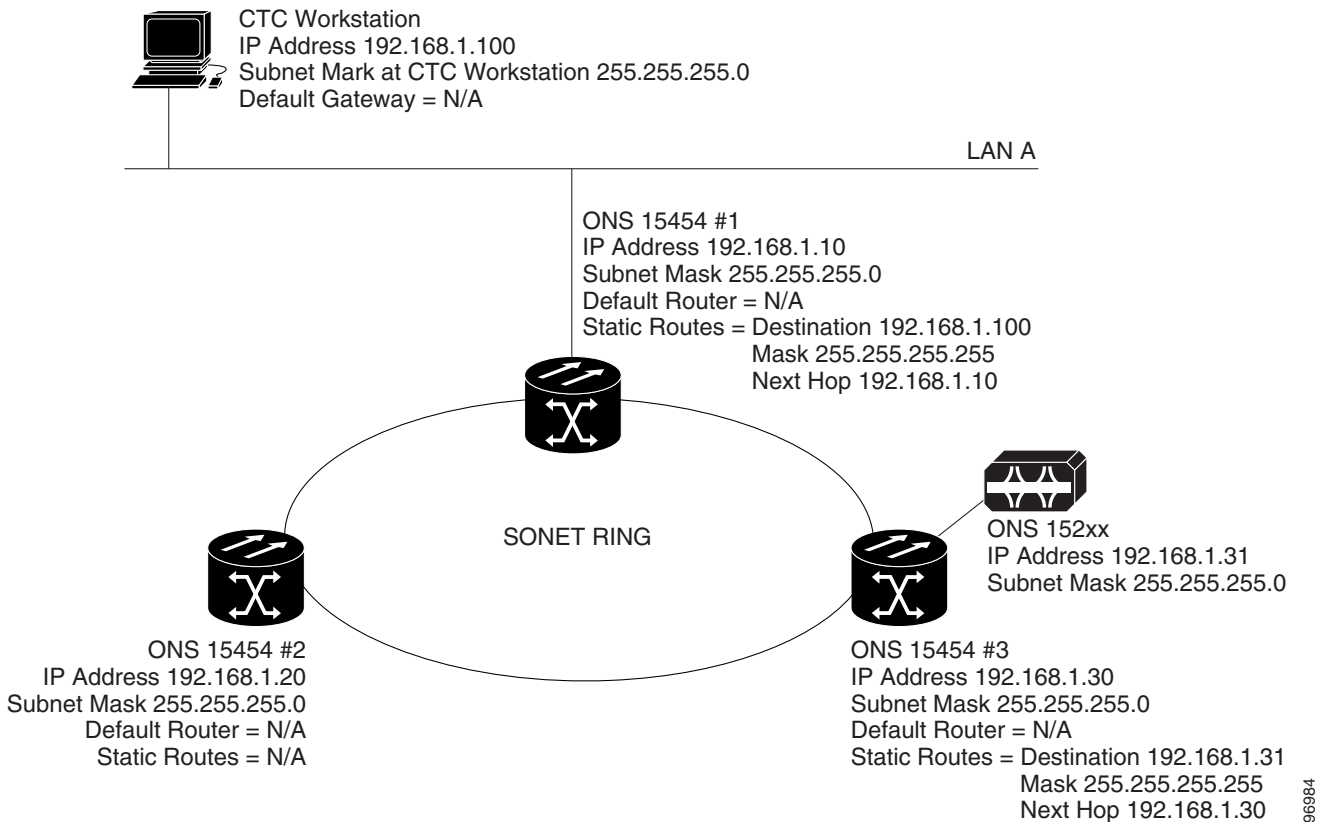 CTC Workstation
IP Address 192.168.1.100
Subnet Mark at CTC Workstation 255.255.255.0
Default Gateway = N/A
LAN A
ONS 15454 #1
IP Address 192.168.1.10
Subnet Mask 255.255.255.0
Default Router = N/A
Static Routes = Destination 192.168.1.100
Mask 255.255.255.255
Next Hop 192.168.1.10
SONET RING
ONS 152xx
IP Address 192.168.1.31
Subnet Mask 255.255.255.0
ONS 15454 #2
IP Address 192.168.1.20
Subnet Mask 255.255.255.0
Default Router = N/A
Static Routes = N/A
ONS 15454 #3
IP Address 192.168.1.30
Subnet Mask 255.255.255.0
Default Router = N/A
Static Routes = Destination 192.168.1.31
Mask 255.255.255.255
Next Hop 192.168.1.30
96984